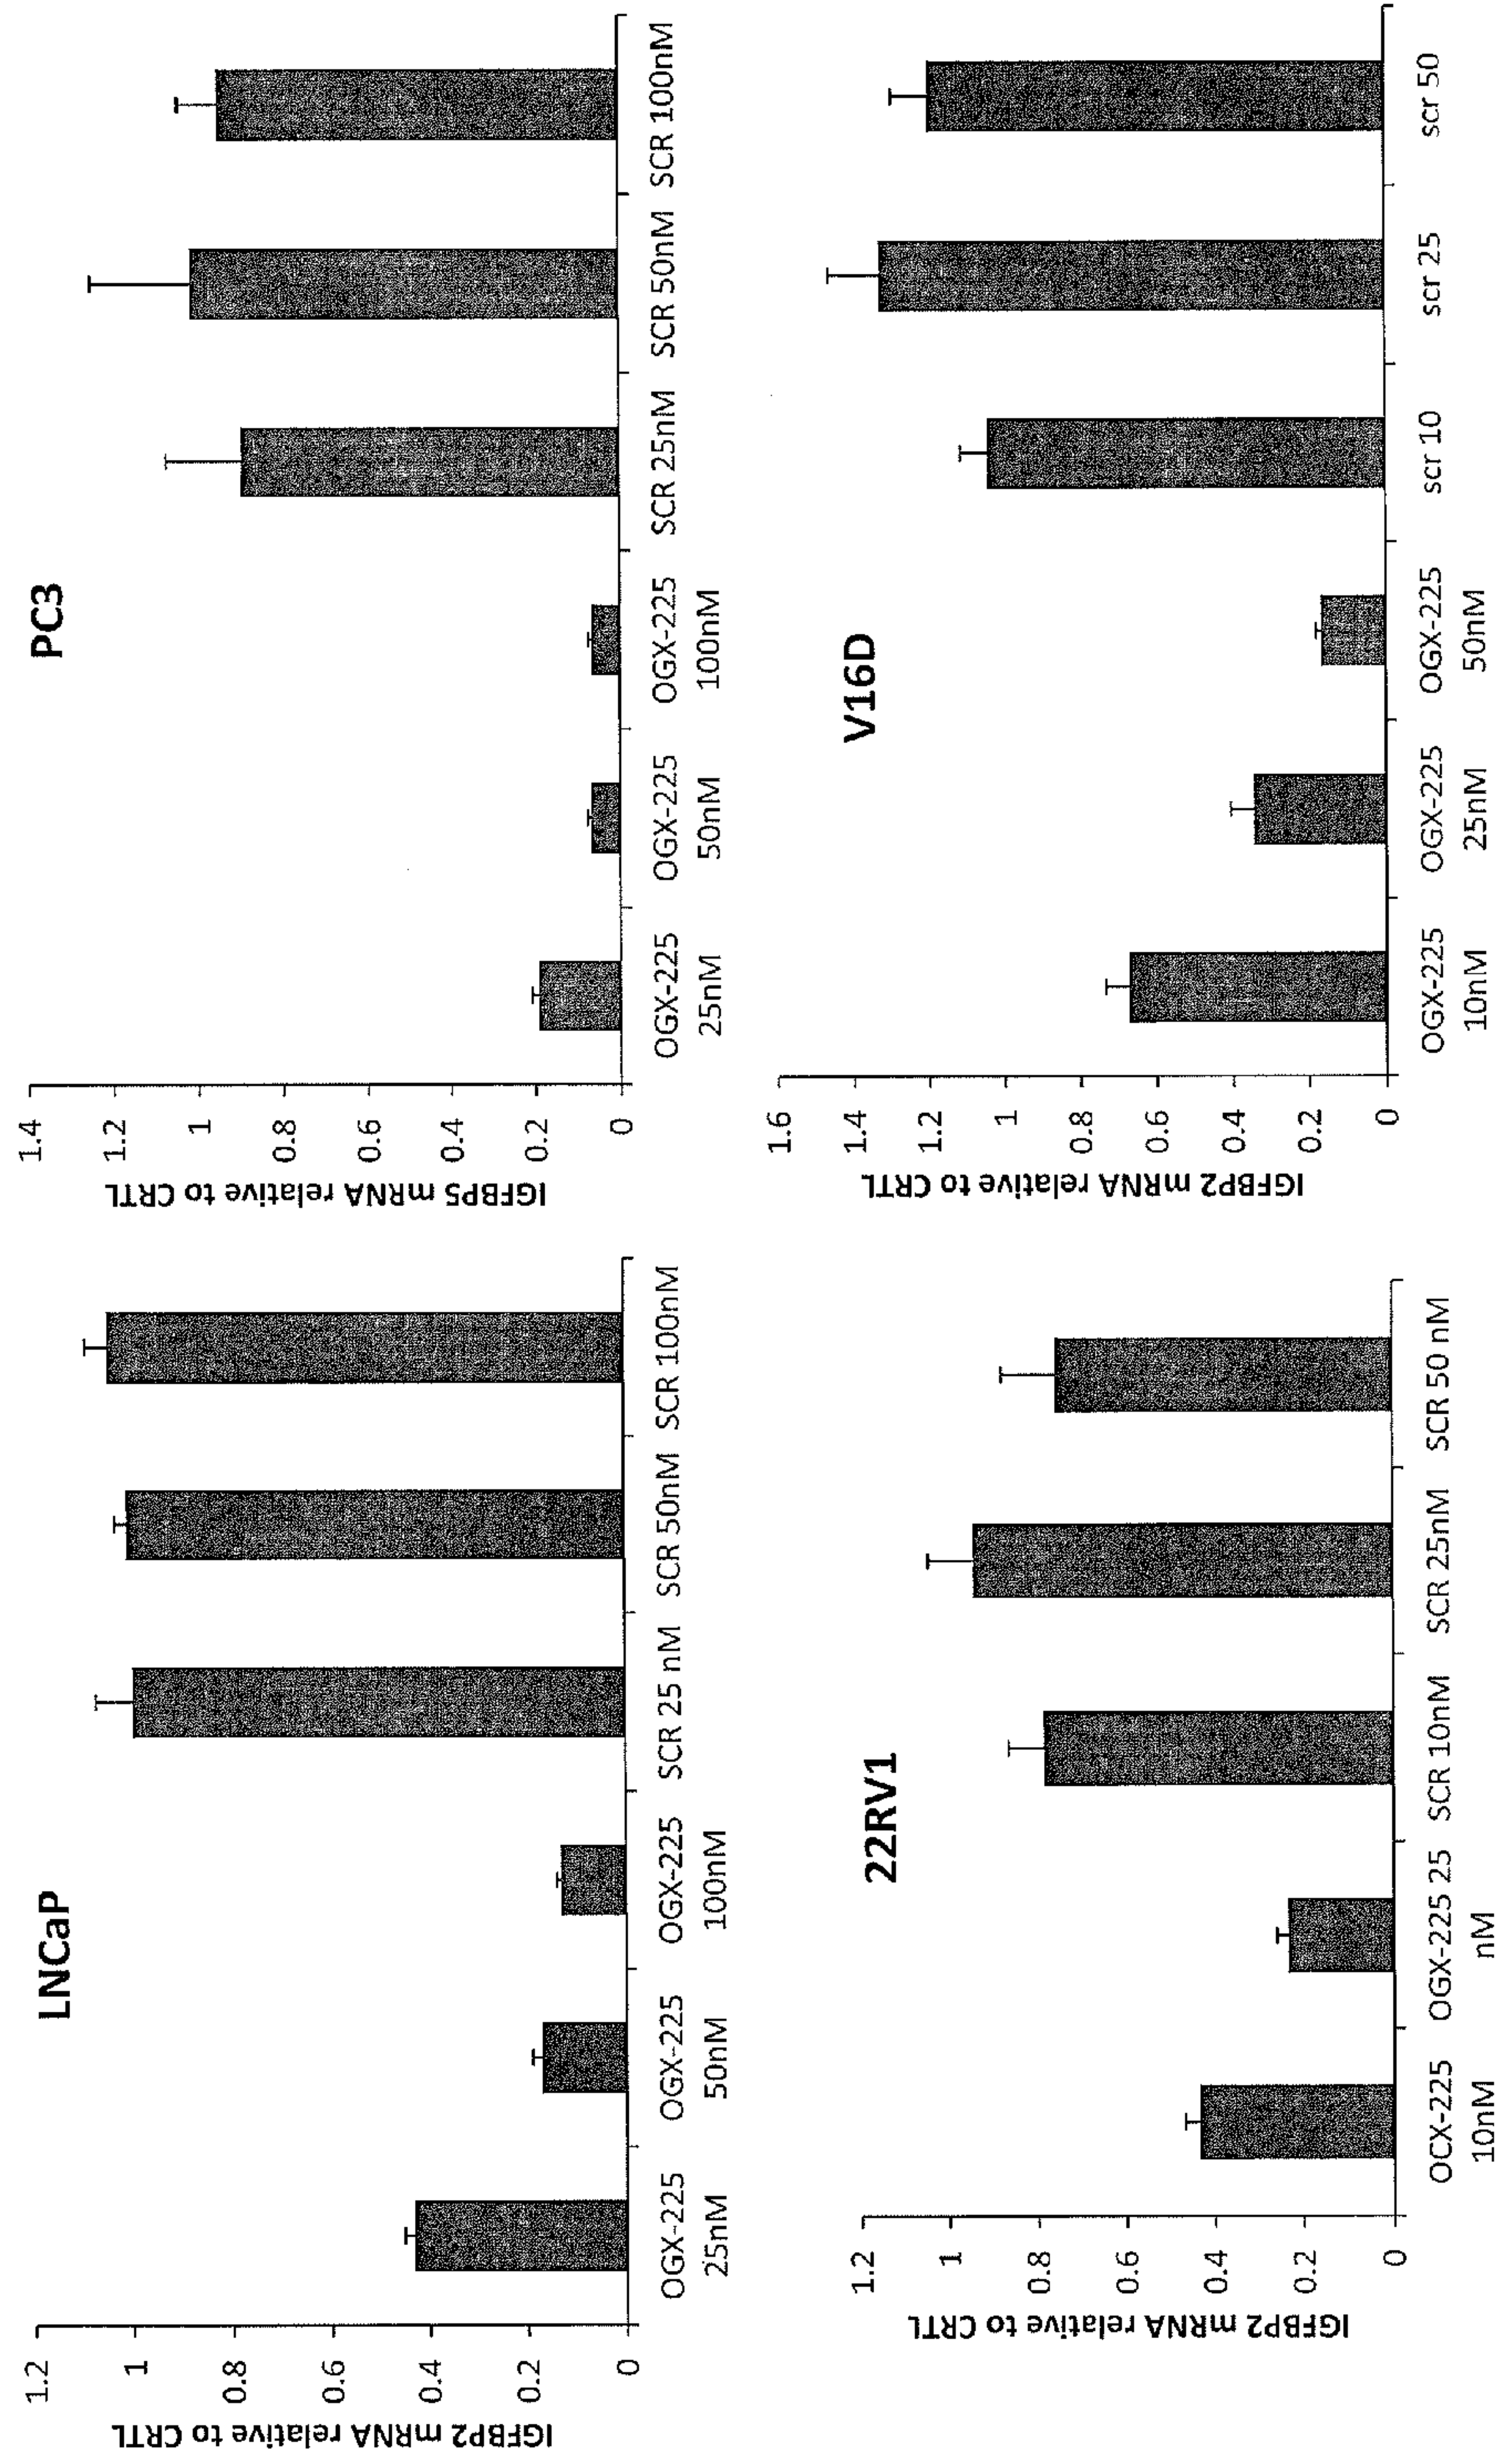 LNCaP
IGFBP2 mRNA relative to CRTL
1.2
1
0.8
0.6
0.4
0.2
0
OGX-225 OGX-225 OGX-225 SCR 25 nM SCR 50nM SCR 100nM
25nM 50nM 100nM
PC3
IGFBP5 mRNA relative to CRTL
1.4
1.2
1
0.8
0.6
0.4
0.2
0
OGX-225 OGX-225 OGX-225 SCR 25nM SCR 50nM SCR 100nM
25nM 50nM 100nM
22RV1
IGFBP2 mRNA relative to CRTL
1.2
1
0.8
0.6
0.4
0.2
0
OCX-225 OGX-225 25 SCR 10nM SCR 25nM SCR 50 nM
10nM nM
V16D
IGFBP2 mRNA relative to CRTL
1.6
1.4
1.2
1
0.8
0.6
0.4
0.2
0
OGX-225 OGX-225 OGX-225 scr 10 scr 25 scr 50
10nM 25nM 50nM